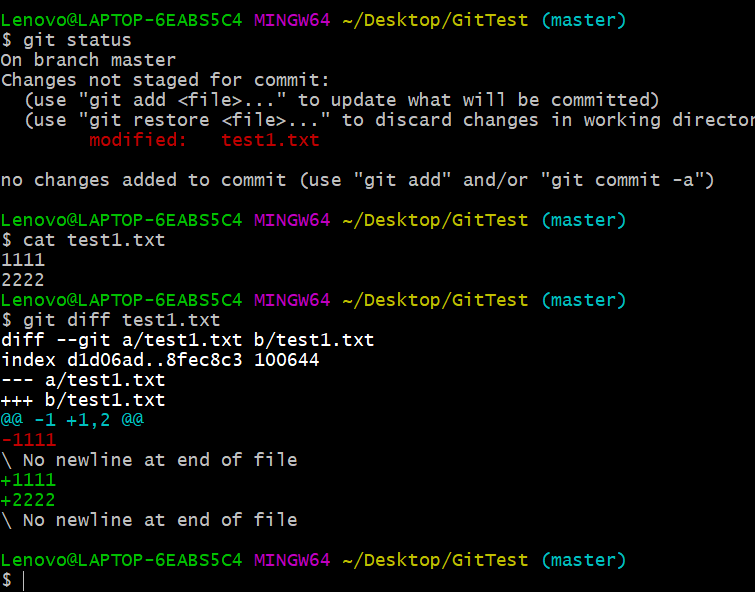 Lenovo@LAPTOP-6EABS5C4 MINGW64 ~/Desktop/GitTest (master)
$ git status
On branch master
Changes not staged for commit:
  (use "git add <file>..." to update what will be committed)
  (use "git restore <file>..." to discard changes in working director
        modified:   test1.txt

no changes added to commit (use "git add" and/or "git commit -a")

Lenovo@LAPTOP-6EABS5C4 MINGW64 ~/Desktop/GitTest (master)
$ cat test1.txt
1111
2222
Lenovo@LAPTOP-6EABS5C4 MINGW64 ~/Desktop/GitTest (master)
$ git diff test1.txt
diff --git a/test1.txt b/test1.txt
index d1d06ad..8fec8c3 100644
--- a/test1.txt
+++ b/test1.txt
@@ -1 +1,2 @@
-1111
\ No newline at end of file
+1111
+2222
\ No newline at end of file

Lenovo@LAPTOP-6EABS5C4 MINGW64 ~/Desktop/GitTest (master)
$